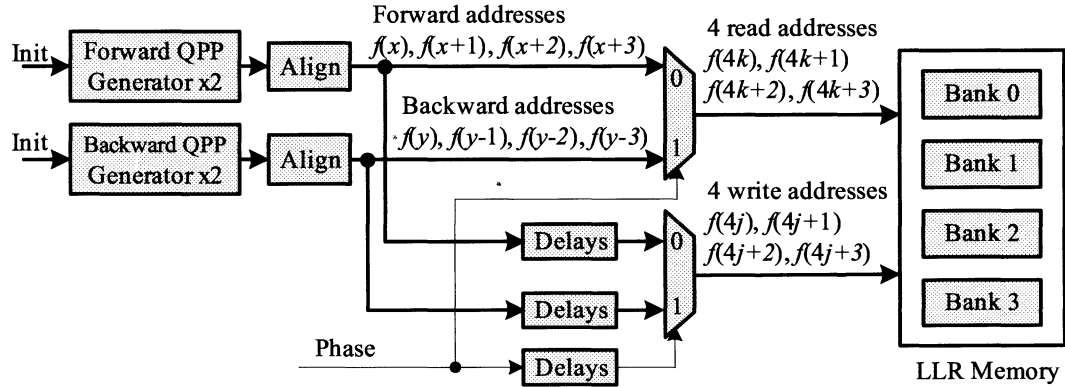 Init
Forward QPP
Generator x2
Align
Forward addresses
f(x), f(x+1), f(x+2), f(x+3)
Init
Backward QPP
Generator x2
Align
Backward addresses
f(y), f(y-1), f(y-2), f(y-3)
0
1
4 read addresses
f(4k), f(4k+1)
f(4k+2), f(4k+3)
Delays
Delays
0
1
4 write addresses
f(4j), f(4j+1)
f(4j+2), f(4j+3)
Phase
Delays
Bank 0
Bank 1
Bank 2
Bank 3
LLR Memory